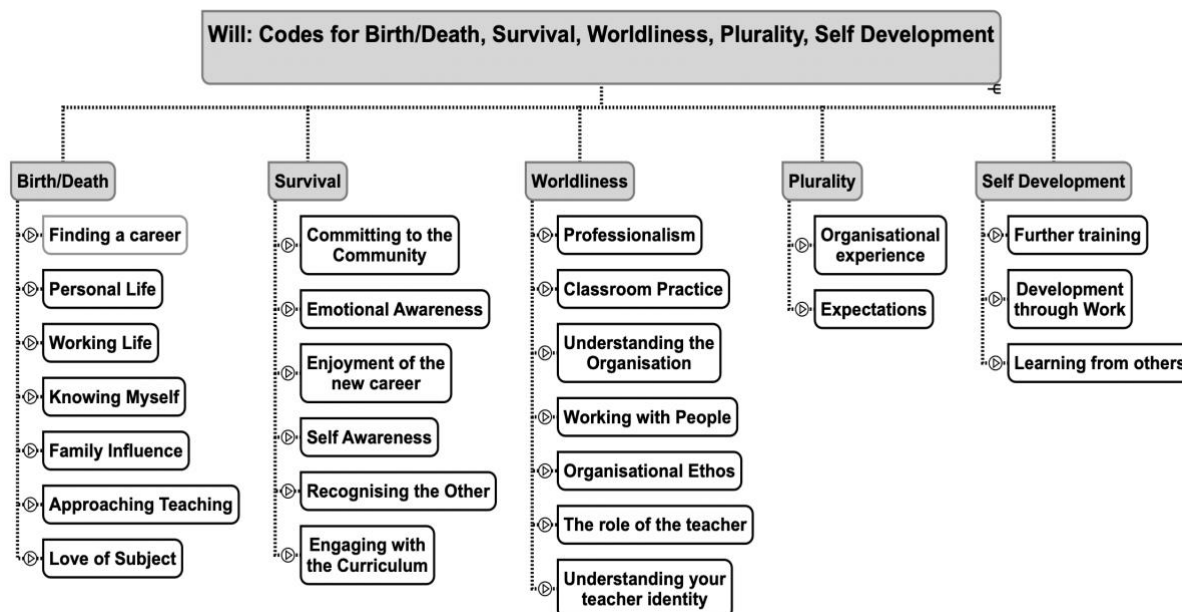 Will: Codes for Birth/Death, Survival, Worldliness, Plurality, Self Development
Birth/Death
Finding a career
Personal Life
Working Life
Knowing Myself
Family Influence
Approaching Teaching
Love of Subject
Survival
Committing to the
Community
Emotional Awareness
Enjoyment of the
new career
Self Awareness
Recognising the Other
Engaging with
the Curriculum
Worldliness
Professionalism
Classroom Practice
Understanding the
Organisation
Working with People
Organisational Ethos
The role of the teacher
Understanding your
teacher identity
Plurality
Organisational
experience
Expectations
Self Development
Further training
Development
through Work
Learning from others